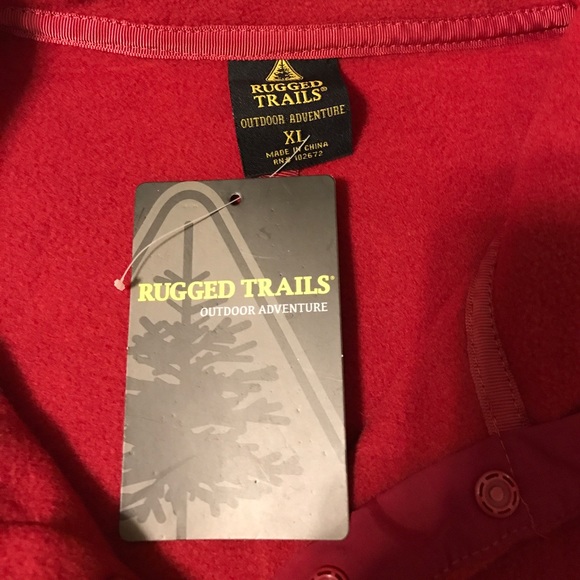 RUGGED
TRAILS®
OUTDOOR ADVENTURE
XL
MADE IN CHINA
RN# 102672
RUGGED TRAILS®
OUTDOOR ADVENTURE